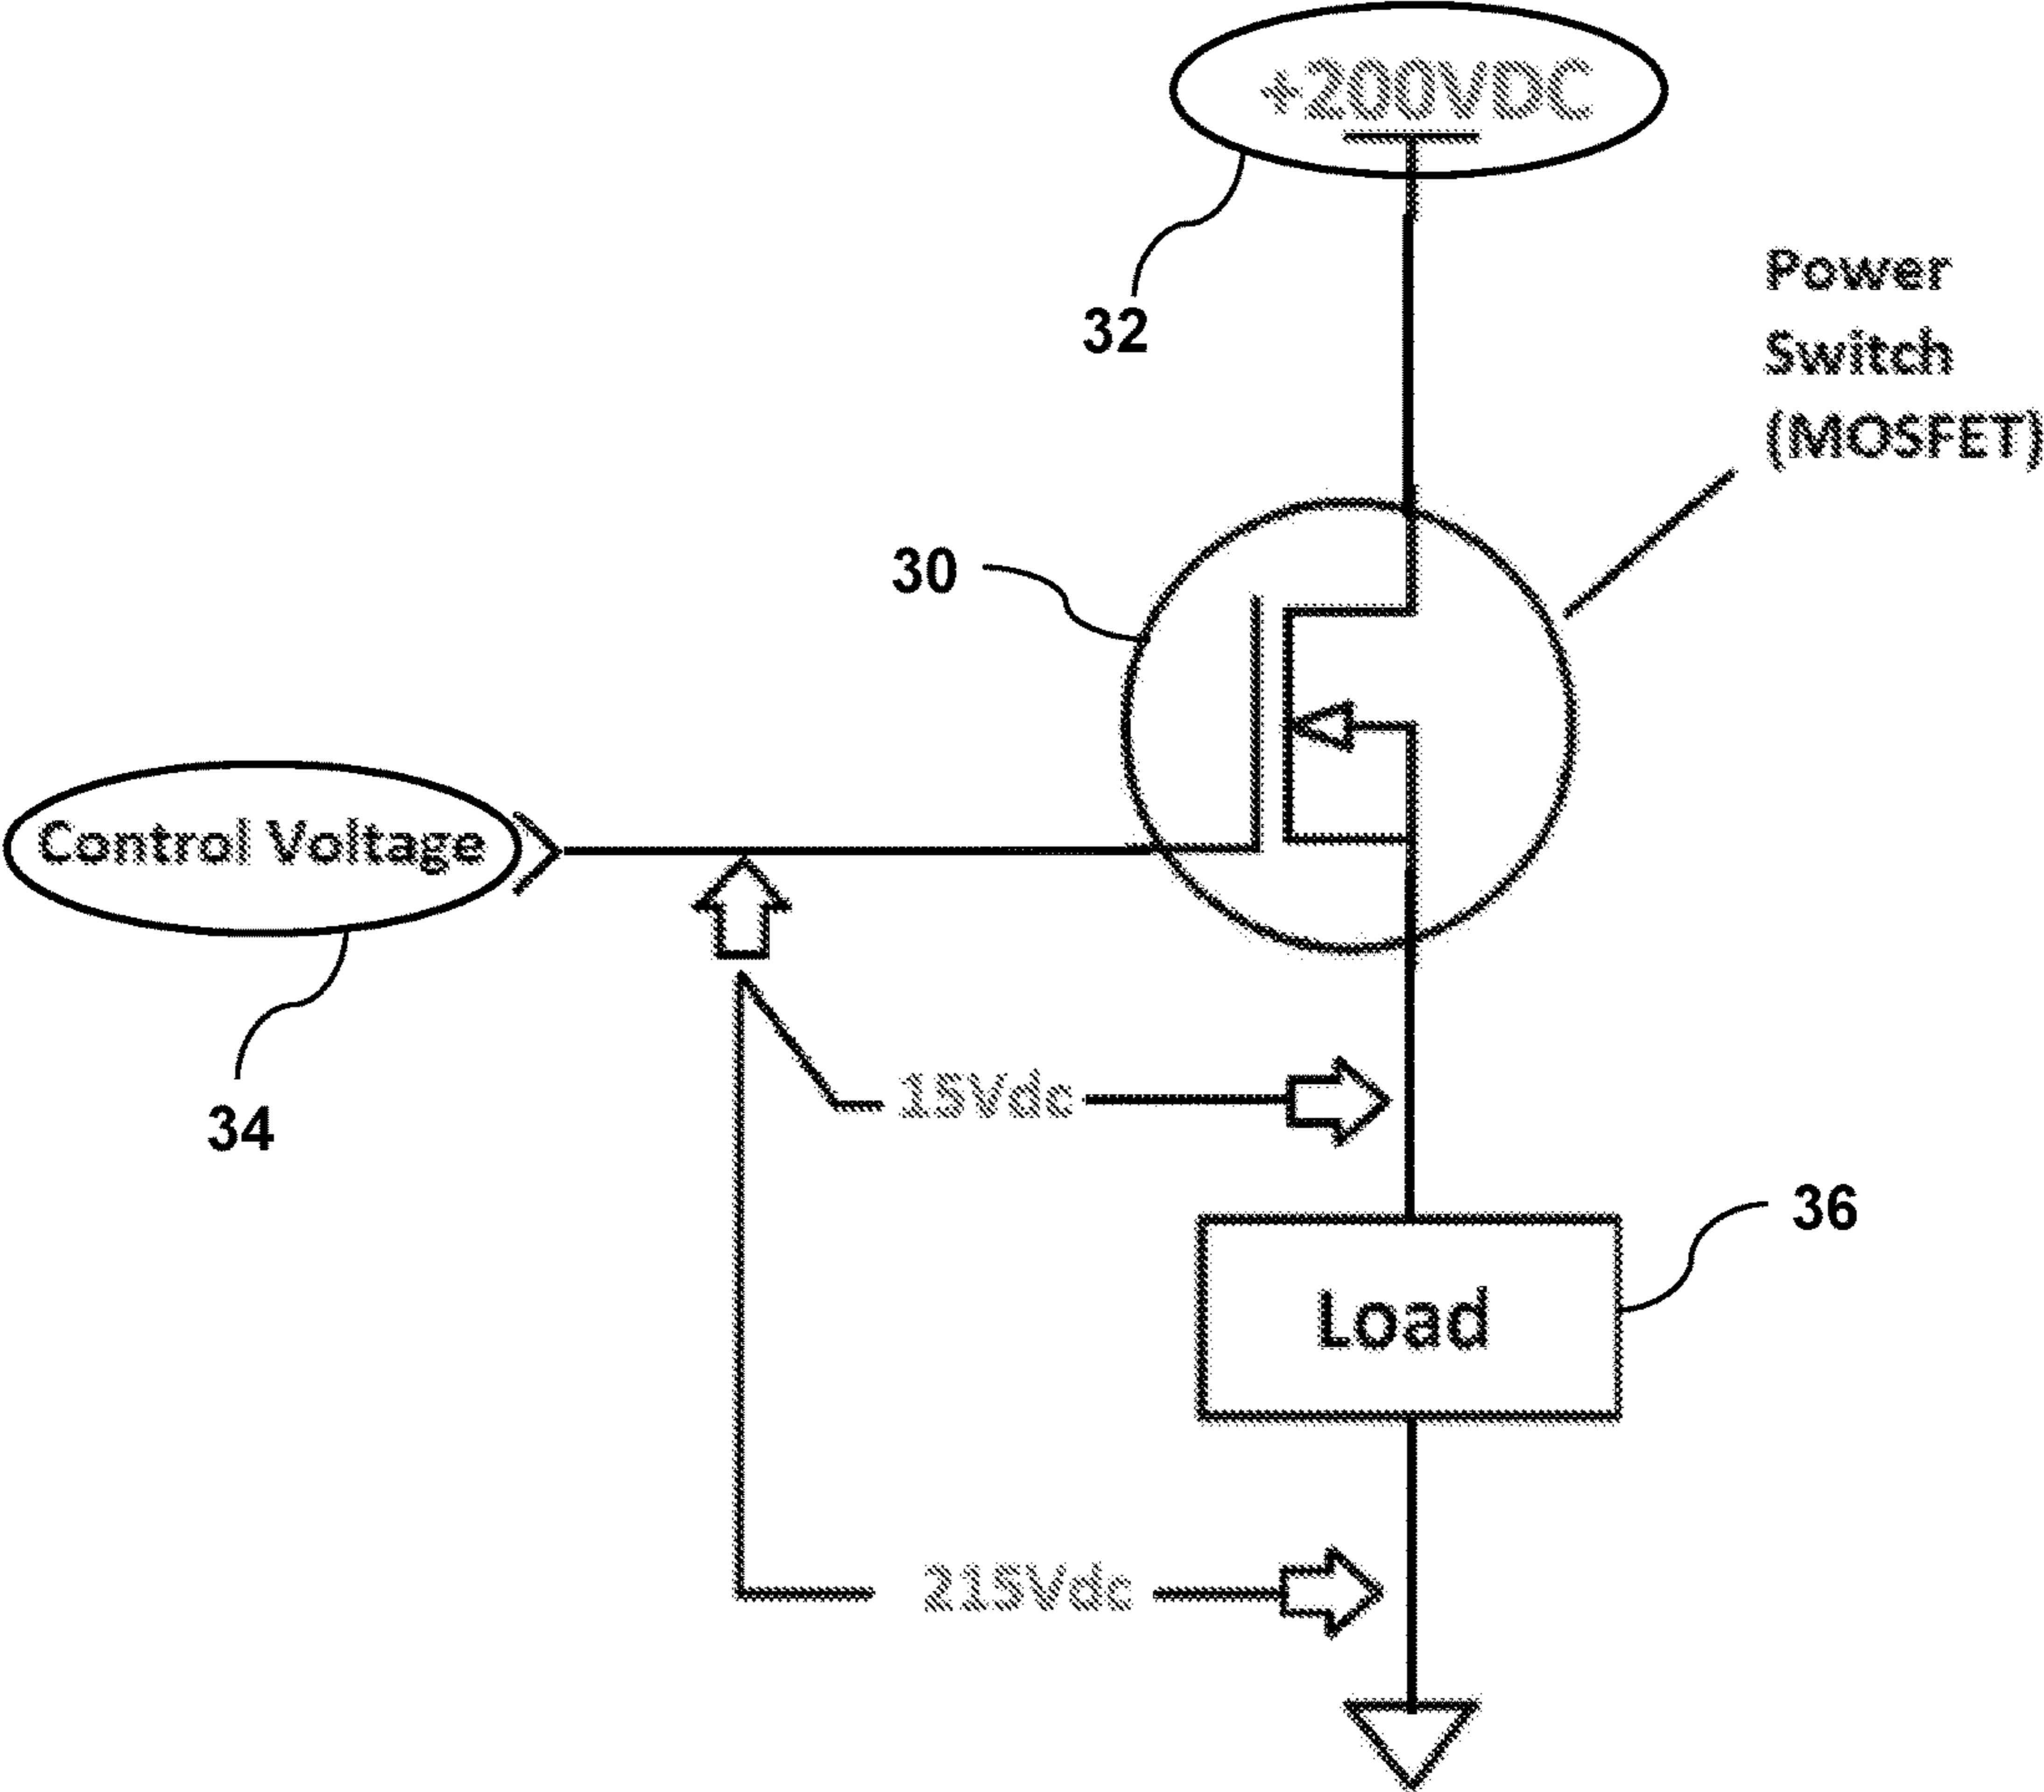 +200VDC
32
Power
Switch
(MOSFET)
30
Control Voltage
34
15Vdc
36
Load
215Vdc